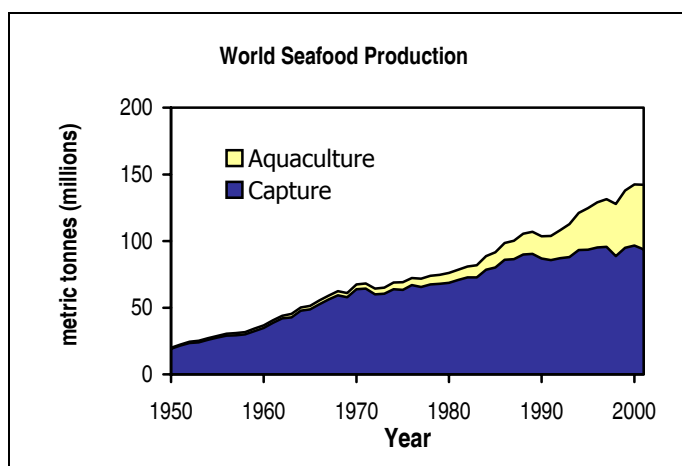 World Seafood Production
metric tonnes (millions)
200
150
100
50
0
Aquaculture
Capture
1950 1960 1970 1980 1990 2000
Year